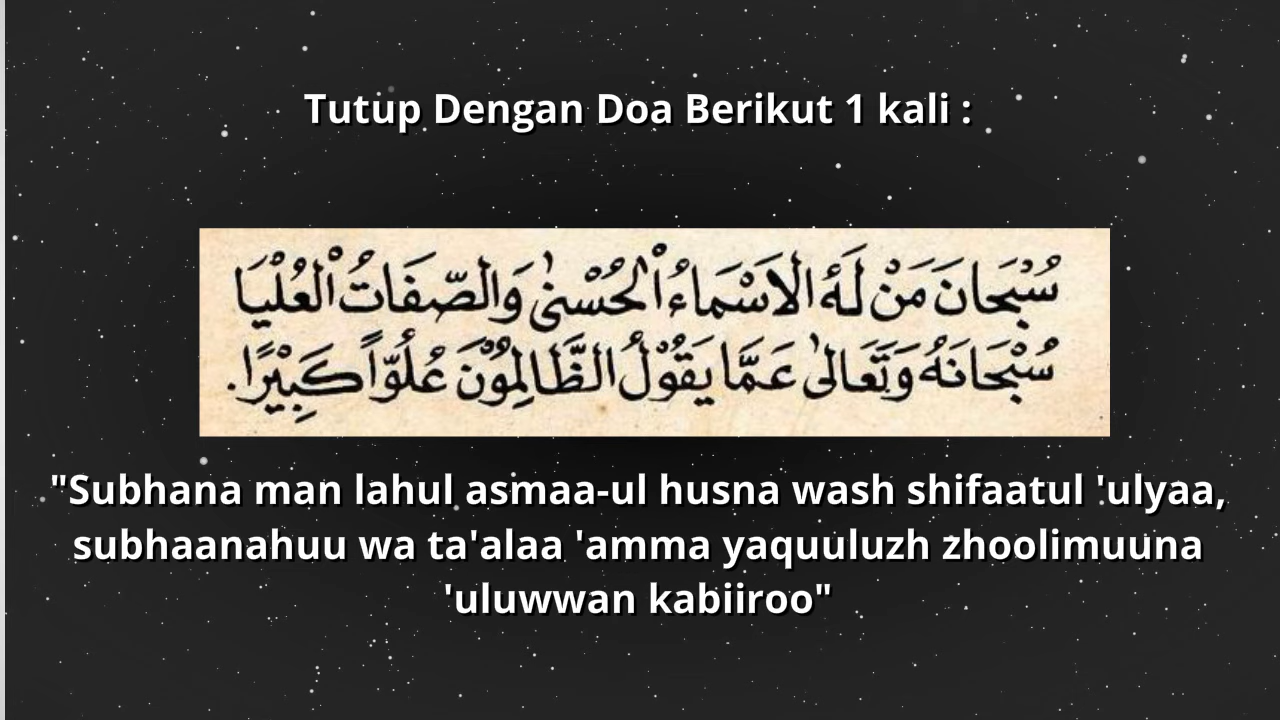 Tutup Dengan Doa Berikut 1 kali :
سُبْحَانَ مَنْ لَهُ الْاَسْمَاءُ الْحُسْنٰى وَالصِّفَاتُ الْعُلْيَا
سُبْحَانَهُ وَتَعَالٰى عَمَّا يَقُوْلُ الظَّالِمُوْنَ عُلُوًّا كَبِيْرًا.
"Subhana man lahul asmaa-ul husna wash shifaatul 'ulyaa,
subhaanahuu wa ta'alaa 'amma yaquuluzh zhoolimuuna
'uluwwan kabiiroo"